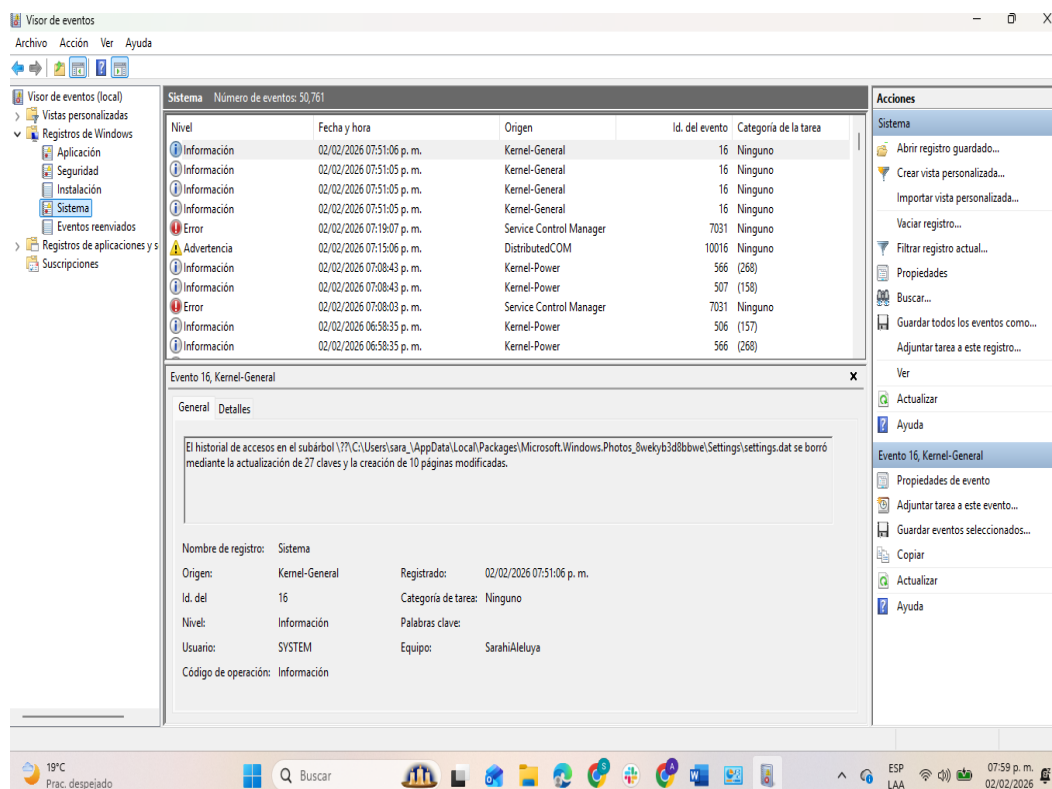 Visor de eventos
Archivo Acción Ver Ayuda
Visor de eventos (local)
Vistas personalizadas
Registros de Windows
Aplicación
Seguridad
Instalación
Sistema
Eventos reenviados
Registros de aplicaciones y s
Suscripciones
Sistema Número de eventos: 50,761
Nivel Fecha y hora Origen Id. del evento Categoría de la tarea
Información 02/02/2026 07:51:06 p. m. Kernel-General 16 Ninguno
Información 02/02/2026 07:51:05 p. m. Kernel-General 16 Ninguno
Información 02/02/2026 07:51:05 p. m. Kernel-General 16 Ninguno
Información 02/02/2026 07:51:05 p. m. Kernel-General 16 Ninguno
Error 02/02/2026 07:19:07 p. m. Service Control Manager 7031 Ninguno
Advertencia 02/02/2026 07:15:06 p. m. DistributedCOM 10016 Ninguno
Información 02/02/2026 07:08:43 p. m. Kernel-Power 566 (268)
Información 02/02/2026 07:08:43 p. m. Kernel-Power 507 (158)
Error 02/02/2026 07:08:03 p. m. Service Control Manager 7031 Ninguno
Información 02/02/2026 06:58:35 p. m. Kernel-Power 506 (157)
Información 02/02/2026 06:58:35 p. m. Kernel-Power 566 (268)
Evento 16, Kernel-General
General Detalles
El historial de accesos en el subárbol \??\C:\Users\sara_\AppData\Local\Packages\Microsoft.Windows.Photos_8wekyb3d8bbwe\Settings\settings.dat se borró
mediante la actualización de 27 claves y la creación de 10 páginas modificadas.
Nombre de registro: Sistema
Origen: Kernel-General Registrado: 02/02/2026 07:51:06 p. m.
Id. del 16 Categoría de tarea: Ninguno
Nivel: Información Palabras clave:
Usuario: SYSTEM Equipo: SarahiAleluya
Código de operación: Información
Acciones
Sistema
Abrir registro guardado...
Crear vista personalizada...
Importar vista personalizada...
Vaciar registro...
Filtrar registro actual...
Propiedades
Buscar...
Guardar todos los eventos como...
Adjuntar tarea a este registro...
Ver
Actualizar
Ayuda
Evento 16, Kernel-General
Propiedades de evento
Adjuntar tarea a este evento...
Guardar eventos seleccionados...
Copiar
Actualizar
Ayuda
19°C
Prac. despejado
Buscar
ESP
LAA
07:59 p. m.
02/02/2026